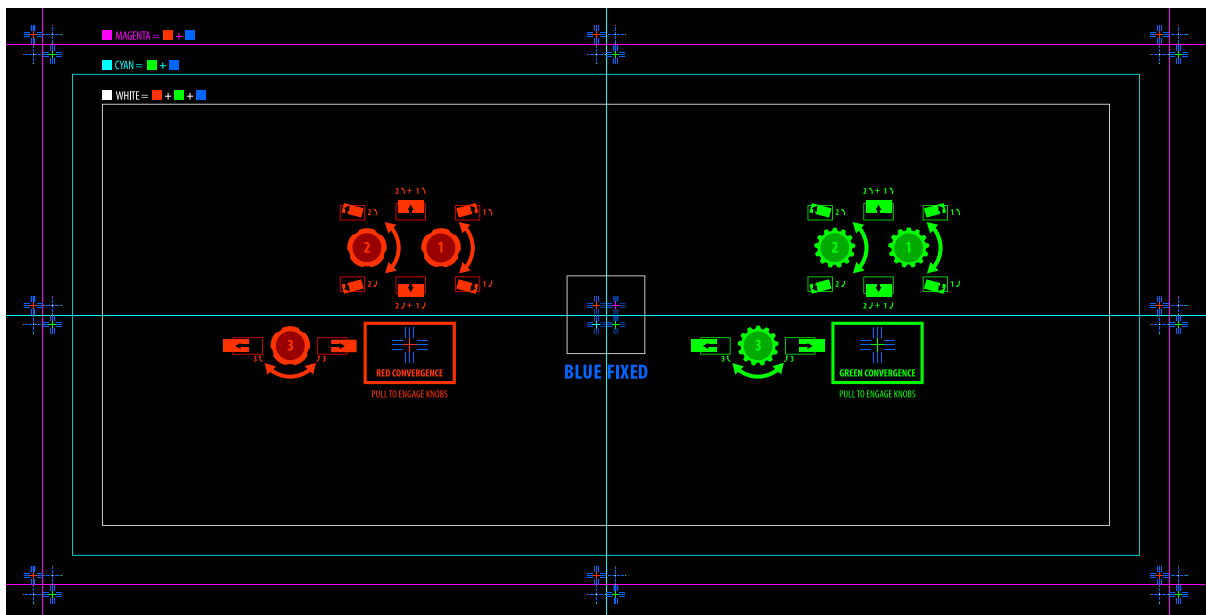 MAGENTA = +
CYAN = +
WHITE = + +
2 + 1
2 + 1
2
1
2
1
2
1
2
1
2
1
2
1
2 + 1
2 + 1
3
3
3
3
3
3
RED CONVERGENCE
BLUE FIXED
GREEN CONVERGENCE
PULL TO ENGAGE KNOBS
PULL TO ENGAGE KNOBS